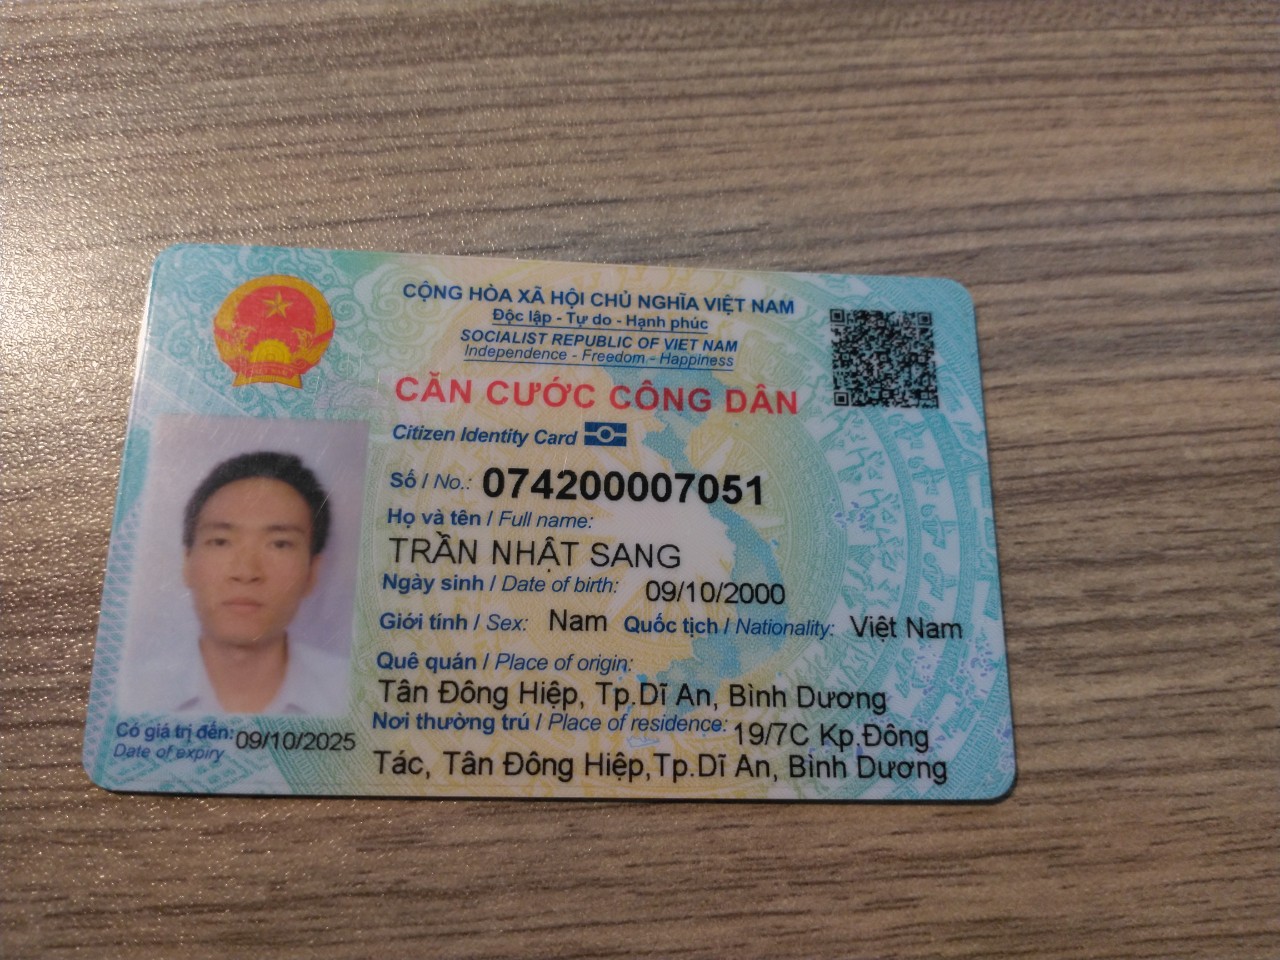 CỘNG HÒA XÃ HỘI CHỦ NGHĨA VIỆT NAM
Độc lập - Tự do - Hạnh phúc
SOCIALIST REPUBLIC OF VIET NAM
Independence - Freedom - Happiness
CĂN CƯỚC CÔNG DÂN
Citizen Identity Card
Số / No.: 074200007051
Họ và tên / Full name:
TRẦN NHẬT SANG
Ngày sinh / Date of birth: 09/10/2000
Giới tính / Sex: Nam Quốc tịch / Nationality: Việt Nam
Quê quán / Place of origin:
Tân Đông Hiệp, Tp.Dĩ An, Bình Dương
Nơi thường trú / Place of residence: 19/7C Kp.Đông
Tác, Tân Đông Hiệp,Tp.Dĩ An, Bình Dương
Có giá trị đến: 09/10/2025
Date of expiry